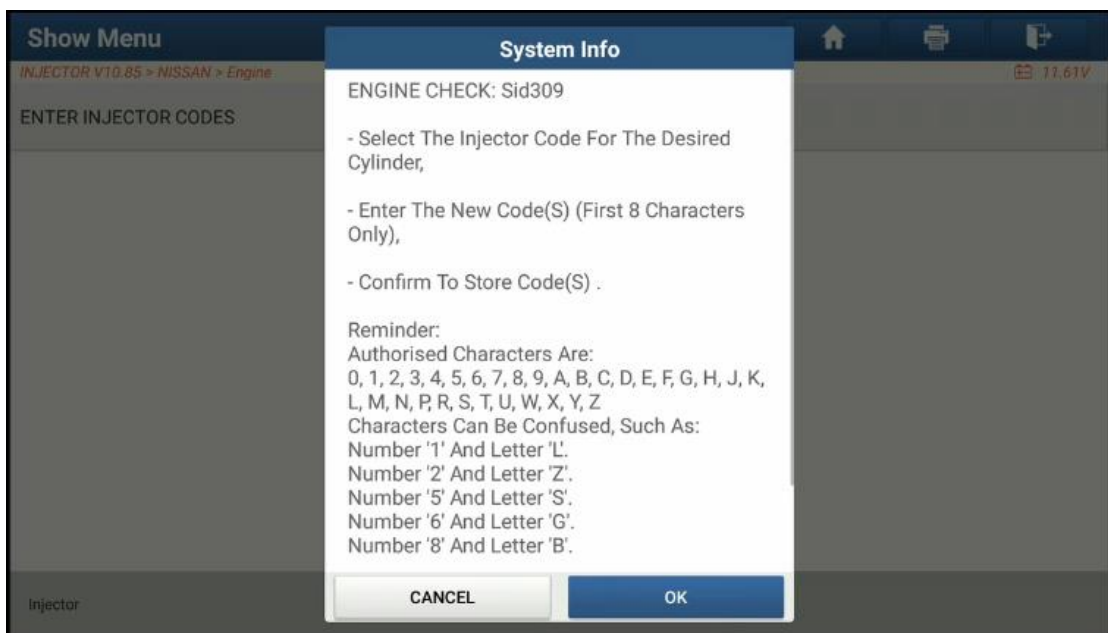 Show Menu
System Info
INJECTOR V10.85 > NISSAN > Engine
11.61V
ENTER INJECTOR CODES
ENGINE CHECK: Sid309
- Select The Injector Code For The Desired
Cylinder,
- Enter The New Code(S) (First 8 Characters
Only),
- Confirm To Store Code(S) .
Reminder:
Authorised Characters Are:
0, 1, 2, 3, 4, 5, 6, 7, 8, 9, A, B, C, D, E, F, G, H, J, K,
L, M, N, P, R, S, T, U, W, X, Y, Z
Characters Can Be Confused, Such As:
Number '1' And Letter 'L'.
Number '2' And Letter 'Z'.
Number '5' And Letter 'S'.
Number '6' And Letter 'G'.
Number '8' And Letter 'B'.
CANCEL
OK
Injector